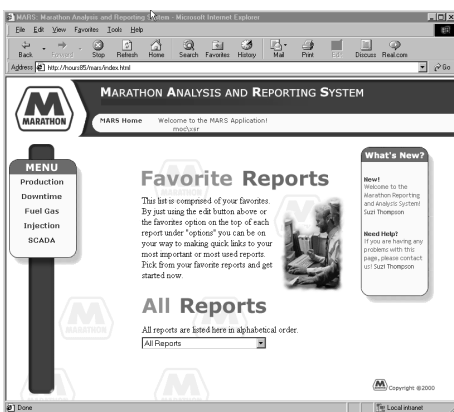 MARS: Marathon Analysis and Reporting System - Microsoft Internet Explorer
File Edit View Favorites Tools Help
Back Forward Stop Refresh Home Search Favorites History Mail Print Edit Discuss Real.com
Address http://hours85/mars/index.html Go
MARATHON
MARATHON ANALYSIS AND REPORTING SYSTEM
MARS Home Welcome to the MARS Application!
mod\xsr
MENU
Production
Downtime
Fuel Gas
Injection
SCADA
Favorite Reports
This list is comprised of your favorites.
By just using the edit button above or
the favorites option on the top of each
report under "options" you can be on
your way to making quick links to your
most important or most used reports.
Pick from your favorite reports and get
started now.
All Reports
All reports are listed here in alphabetical order.
All Reports
What's New?
New!
Welcome to the
Marathon Reporting
and Analysis System!
Suzi Thompson
Need Help?
If you are having any
problems with this
page, please contact
us! Suzi Thompson
MARATHON
Copyright ©2000
Done Local intranet